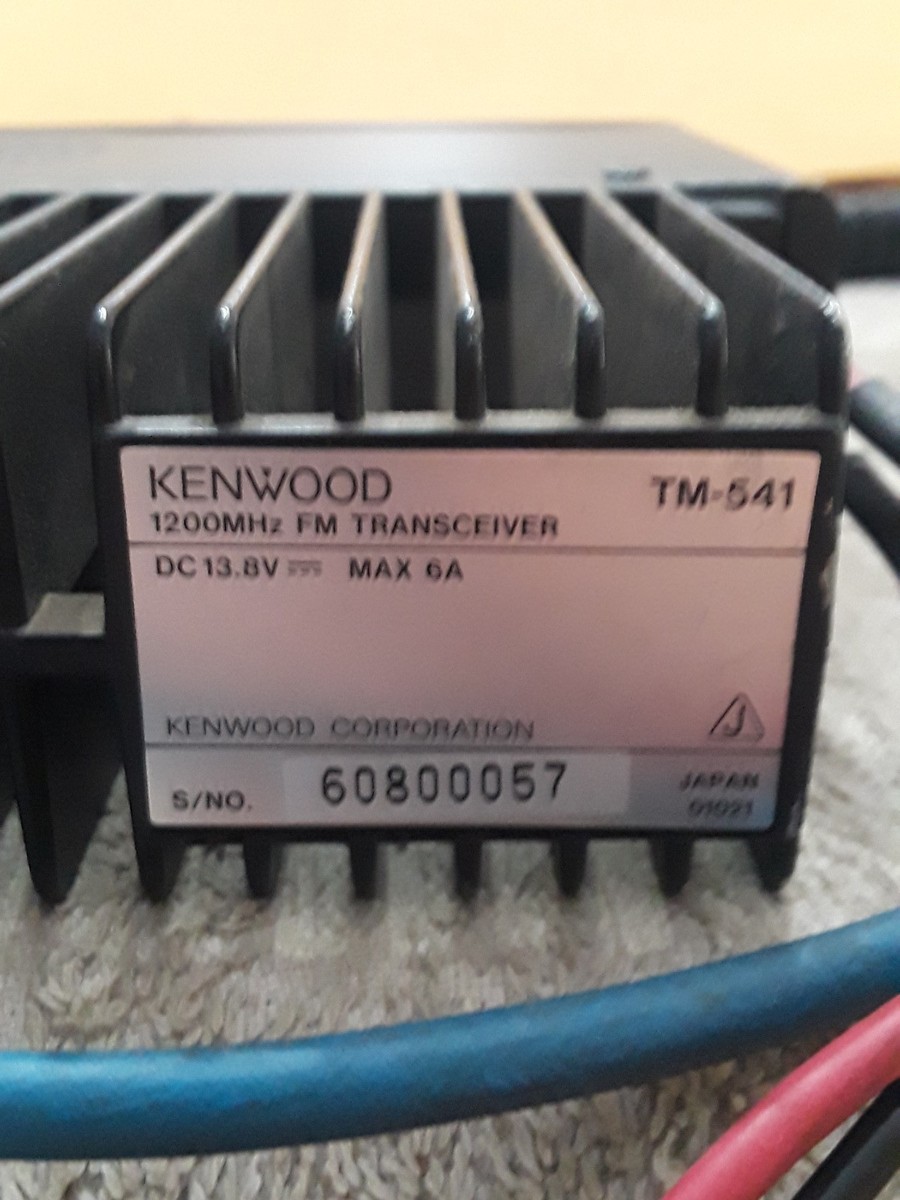 KENWOOD TM-541
1200MHz FM TRANSCEIVER
DC 13.8V ⎓ MAX 6A
KENWOOD CORPORATION
J
S/NO. 60800057 JAPAN
01021